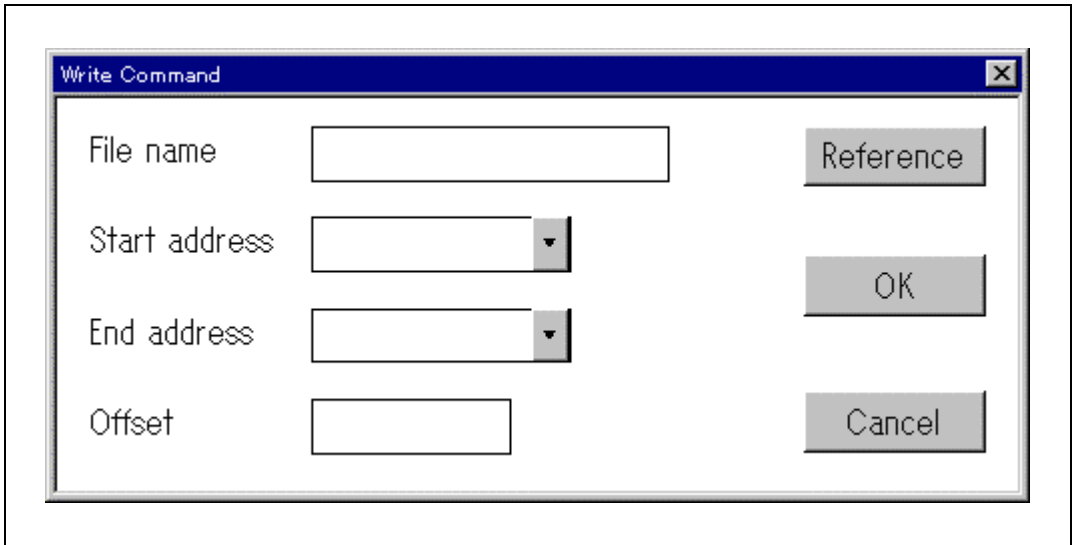 Write Command
File name
Reference
Start address
OK
End address
Offset
Cancel